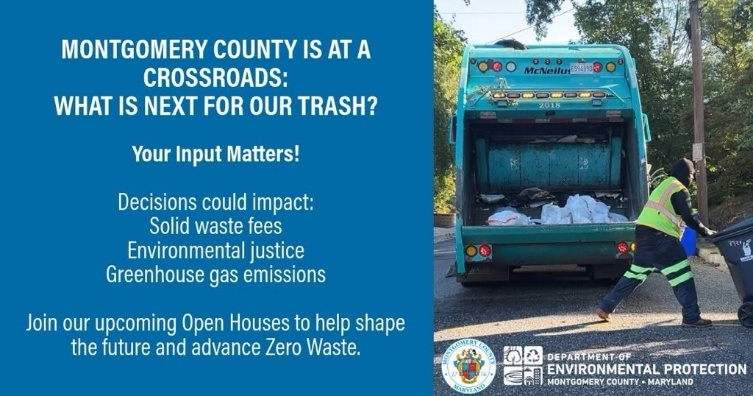 MONTGOMERY COUNTY IS AT A
CROSSROADS:
WHAT IS NEXT FOR OUR TRASH?
Your Input Matters!
Decisions could impact:
Solid waste fees
Environmental justice
Greenhouse gas emissions
Join our upcoming Open Houses to help shape
the future and advance Zero Waste.
McNeilus
2018
MONTGOMERY COUNTY
MARYLAND
DEPARTMENT OF
ENVIRONMENTAL PROTECTION
MONTGOMERY COUNTY • MARYLAND